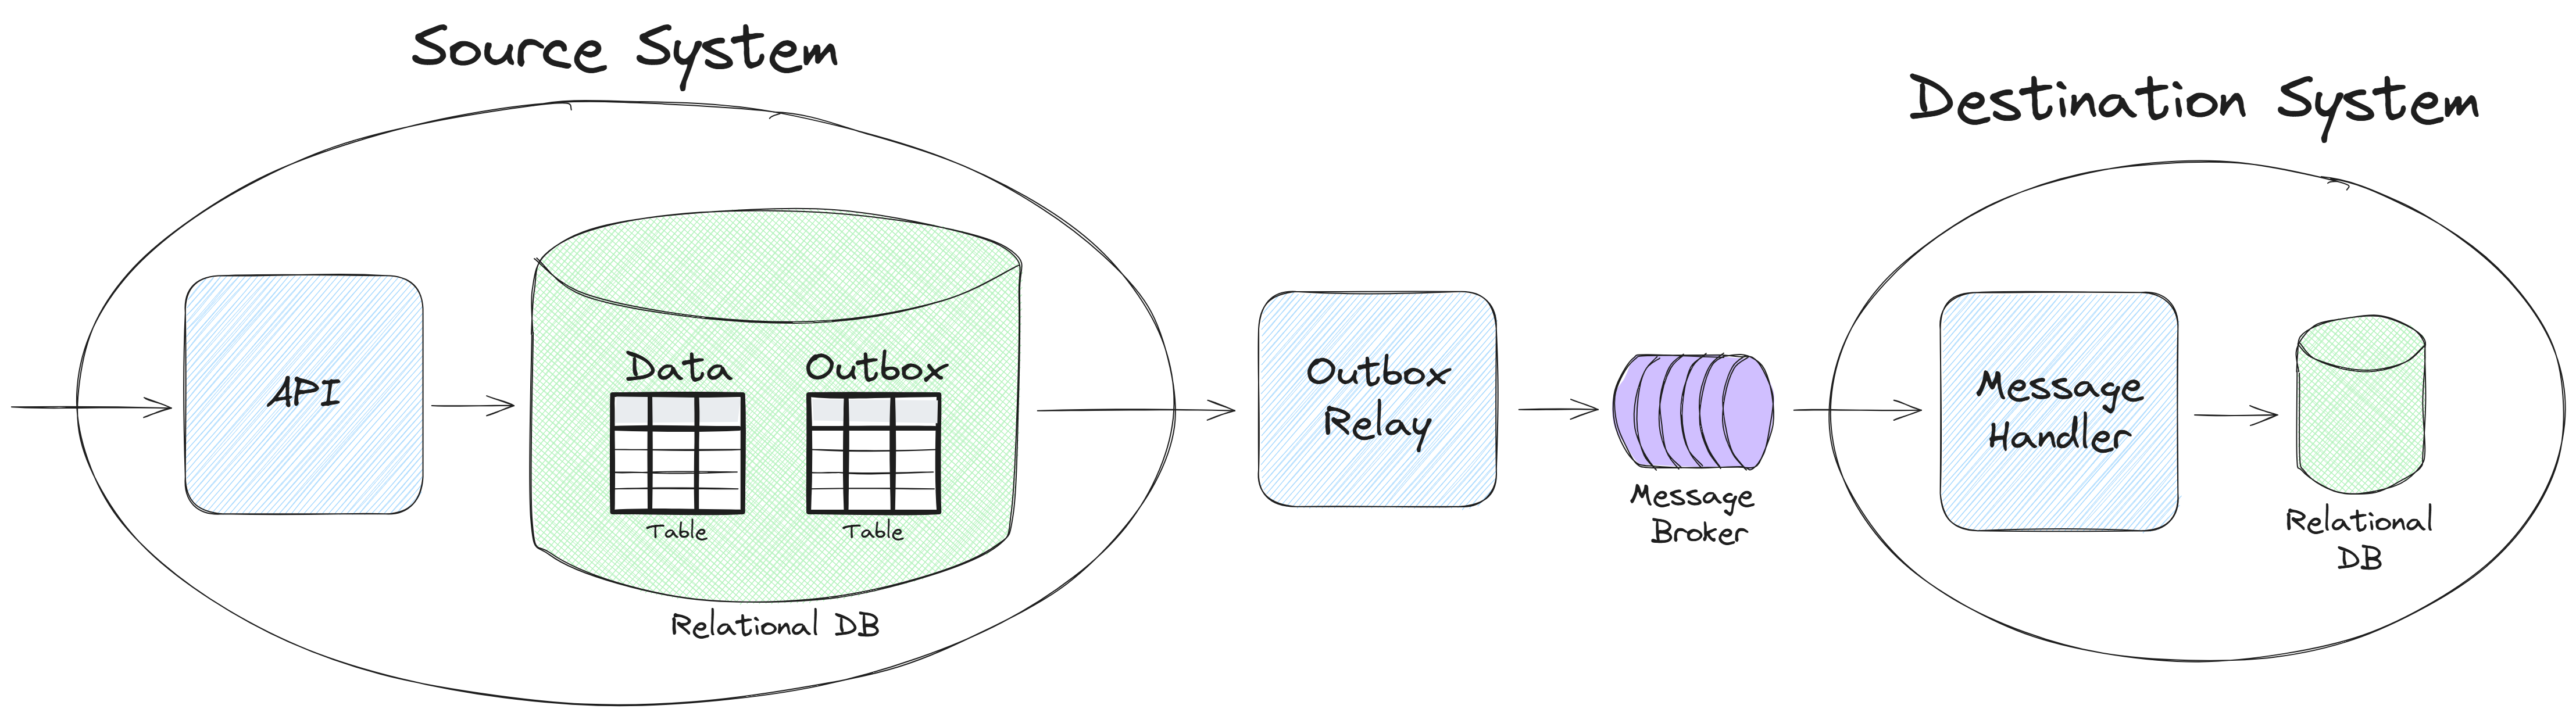 Source System
Destination System
API
Data
Outbox
Table
Table
Relational DB
Outbox
Relay
Message
Broker
Message
Handler
Relational
DB